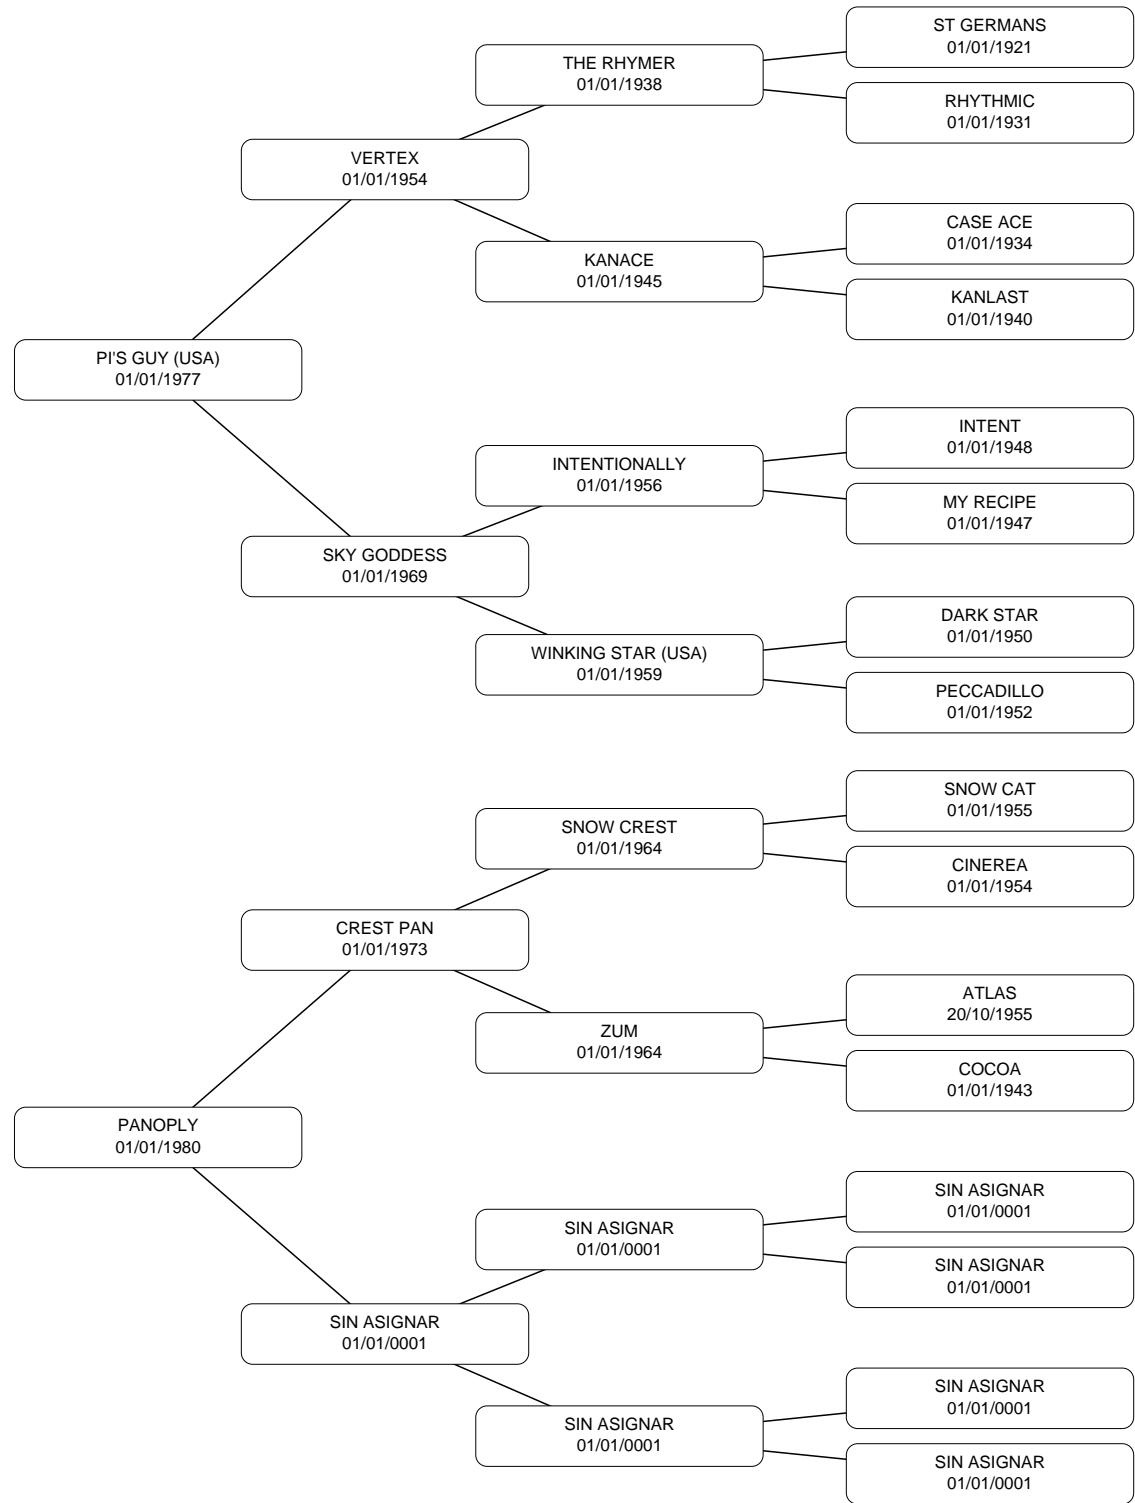 ST GERMANS
01/01/1921
THE RHYMER
01/01/1938
RHYTHMIC
01/01/1931
VERTEX
01/01/1954
CASE ACE
01/01/1934
KANACE
01/01/1945
KANLAST
01/01/1940
PI'S GUY (USA)
01/01/1977
INTENT
01/01/1948
INTENTIONALLY
01/01/1956
MY RECIPE
01/01/1947
SKY GODDESS
01/01/1969
DARK STAR
01/01/1950
WINKING STAR (USA)
01/01/1959
PECCADILLO
01/01/1952
SNOW CAT
01/01/1955
SNOW CREST
01/01/1964
CINEREA
01/01/1954
CREST PAN
01/01/1973
ATLAS
20/10/1955
ZUM
01/01/1964
COCOA
01/01/1943
PANOPLY
01/01/1980
SIN ASIGNAR
01/01/0001
SIN ASIGNAR
01/01/0001
SIN ASIGNAR
01/01/0001
SIN ASIGNAR
01/01/0001
SIN ASIGNAR
01/01/0001
SIN ASIGNAR
01/01/0001
SIN ASIGNAR
01/01/0001